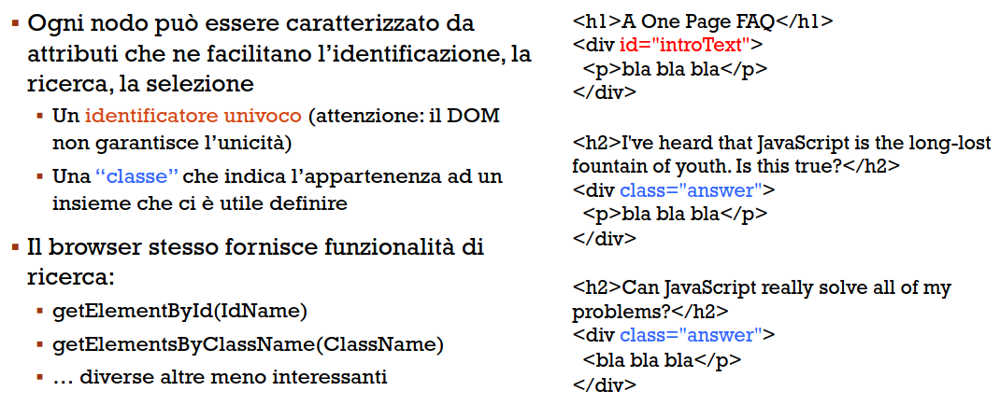 ▪ Ogni nodo può essere caratterizzato da
attributi che ne facilitano l’identificazione, la
ricerca, la selezione
▪ Un identificatore univoco (attenzione: il DOM
non garantisce l’unicità)
▪ Una “classe” che indica l’appartenenza ad un
insieme che ci è utile definire
▪ Il browser stesso fornisce funzionalità di
ricerca:
▪ getElementById(IdName)
▪ getElementsByClassName(ClassName)
▪ … diverse altre meno interessanti
<h1>A One Page FAQ</h1>
<div id="introText">
<p>bla bla bla</p>
</div>
<h2>I've heard that JavaScript is the long-lost
fountain of youth. Is this true?</h2>
<div class="answer">
<p>bla bla bla</p>
</div>
<h2>Can JavaScript really solve all of my
problems?</h2>
<div class="answer">
<bla bla bla</p>
</div>